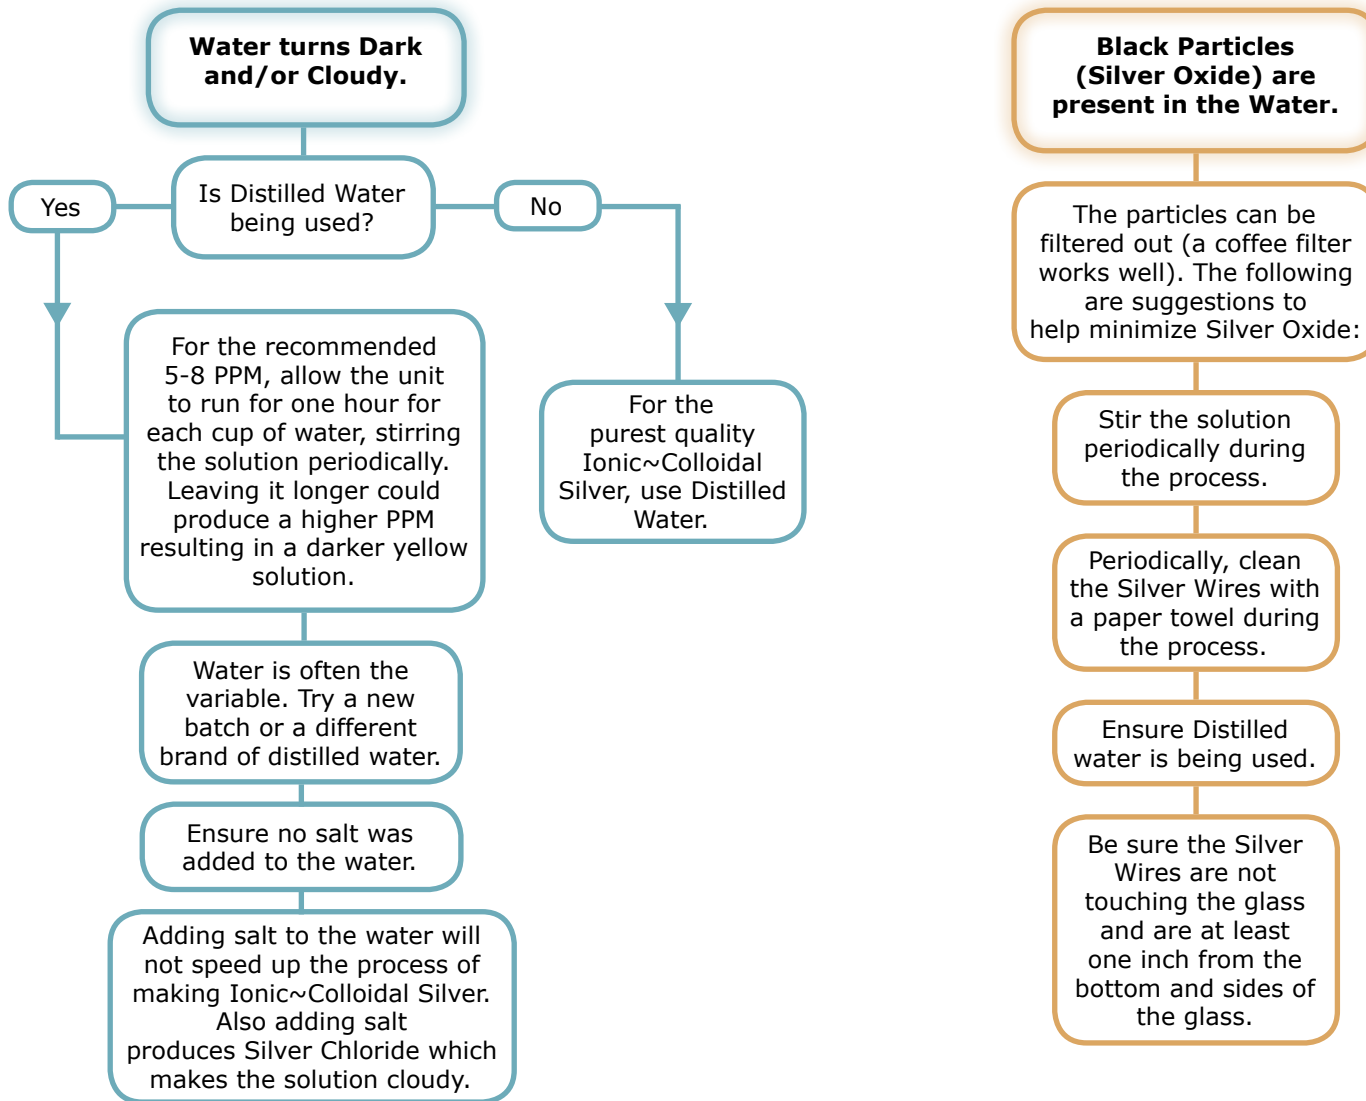 Water turns Dark
and/or Cloudy.
Is Distilled Water
being used?
Yes
No
For the recommended
5-8 PPM, allow the unit
to run for one hour for
each cup of water, stirring
the solution periodically.
Leaving it longer could
produce a higher PPM
resulting in a darker yellow
solution.
For the
purest quality
Ionic~Colloidal
Silver, use Distilled
Water.
Water is often the
variable. Try a new
batch or a different
brand of distilled water.
Ensure no salt was
added to the water.
Adding salt to the water will
not speed up the process of
making Ionic~Colloidal Silver.
Also adding salt
produces Silver Chloride which
makes the solution cloudy.
Black Particles
(Silver Oxide) are
present in the Water.
The particles can be
filtered out (a coffee filter
works well). The following
are suggestions to
help minimize Silver Oxide:
Stir the solution
periodically during
the process.
Periodically, clean
the Silver Wires with
a paper towel during
the process.
Ensure Distilled
water is being used.
Be sure the Silver
Wires are not
touching the glass
and are at least
one inch from the
bottom and sides of
the glass.